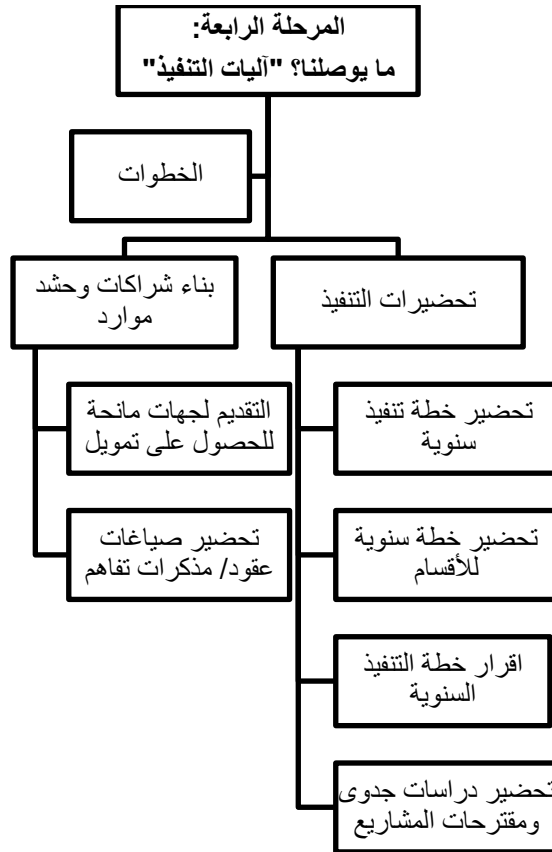 المرحلة الرابعة:
ما يوصلنا؟ "آليات التنفيذ"
الخطوات
تحضيرات التنفيذ
تحضير خطة تنفيذ
سنوية
تحضير خطة سنوية
للأقسام
اقرار خطة التنفيذ
السنوية
تحضير دراسات جدوى
ومقترحات المشاريع
بناء شراكات وحشد
موارد
التقديم لجهات مانحة
للحصول على تمويل
تحضير صياغات
عقود/ مذكرات تفاهم